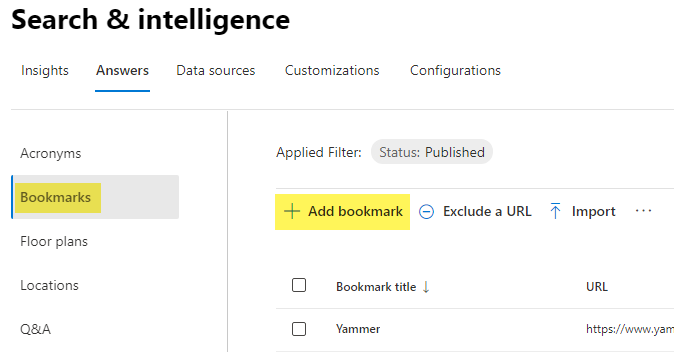 Search & intelligence
Insights Answers Data sources Customizations Configurations
Acronyms
Bookmarks
Floor plans
Locations
Q&A
Applied Filter: Status: Published
Add bookmark Exclude a URL Import ...
Bookmark title ↓ URL
Yammer https://www.yam